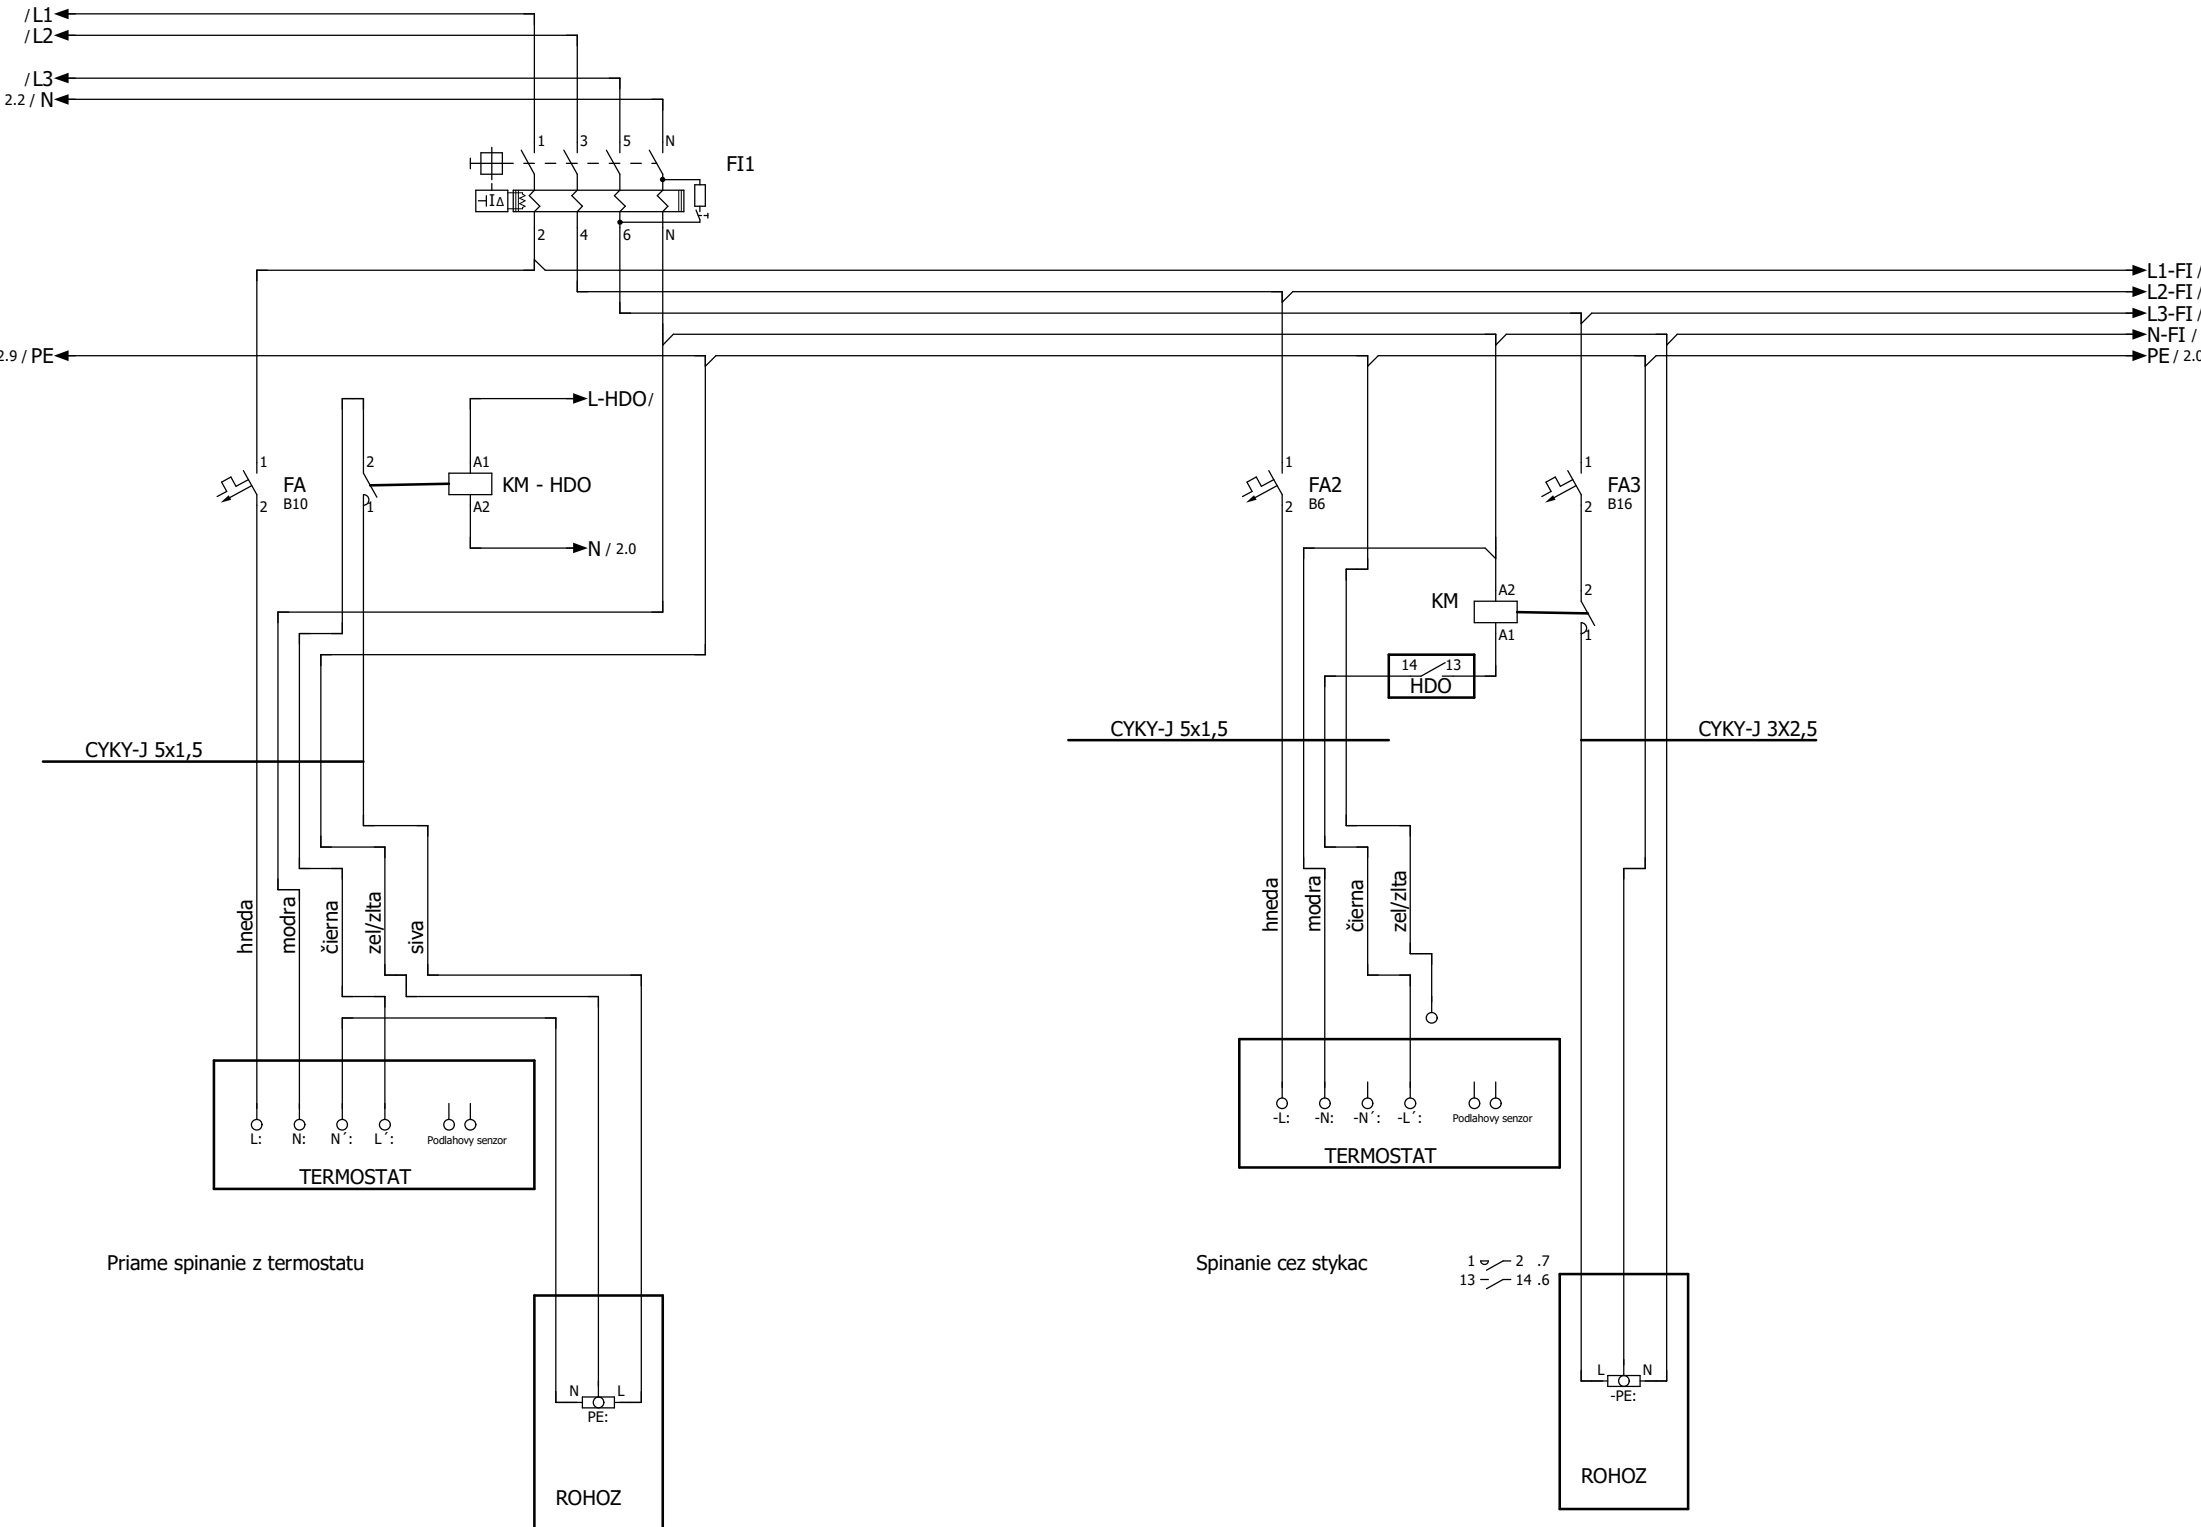 / L1
/ L2
/ L3
2.2 / N
1 3 5 N
FI1
I Δ
2 4 6 N
L1-FI /
L2-FI /
L3-FI /
N-FI /
2.9 / PE
PE / 2.0
L-HDO /
1
FA
B10
2
2
1
A1
KM - HDO
A2
N / 2.0
1
FA2
B6
2
1
FA3
B16
2
KM
A2
A1
2
1
14 13
HDO
CYKY-J 5x1,5
CYKY-J 5x1,5
CYKY-J 3X2,5
hneda
modra
čierna
zel/zlta
siva
hneda
modra
čierna
zel/zlta
L: N: N´: L´: Podlahovy senzor
TERMOSTAT
-L: -N: -N´: -L´: Podlahovy senzor
TERMOSTAT
Priame spinanie z termostatu
Spinanie cez stykac
1 2 .7
13 14 .6
N L
PE:
ROHOZ
L N
-PE:
ROHOZ